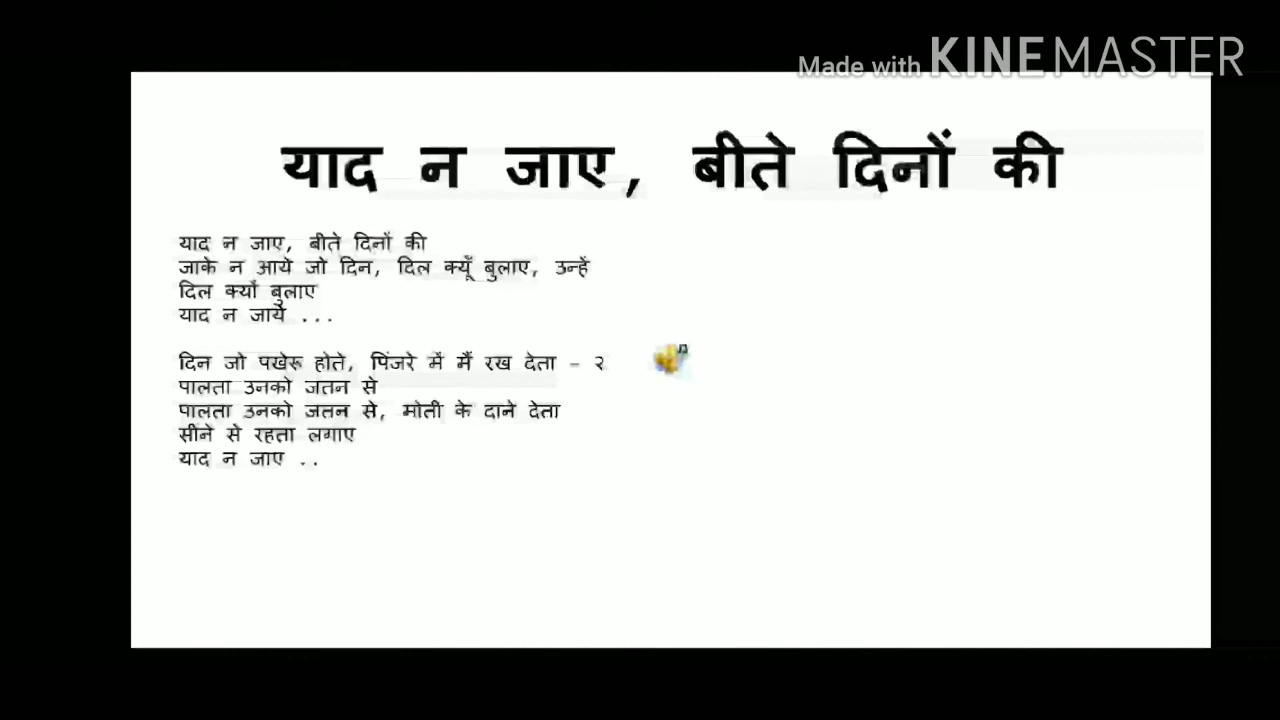 Made with KINEMASTER
याद न जाए, बीते दिनों की
याद न जाए, बीते दिनों की
जाके न आये जो दिन, दिल क्यूँ बुलाए, उन्हें
दिल क्यों बुलाए
याद न जाये ...
दिन जो पखेरू होते, पिंजरे में मैं रख देता - २
पालता उनको जतन से
पालता उनको जतन से, मोती के दाने देता
सीने से रहता लगाए
याद न जाए ..